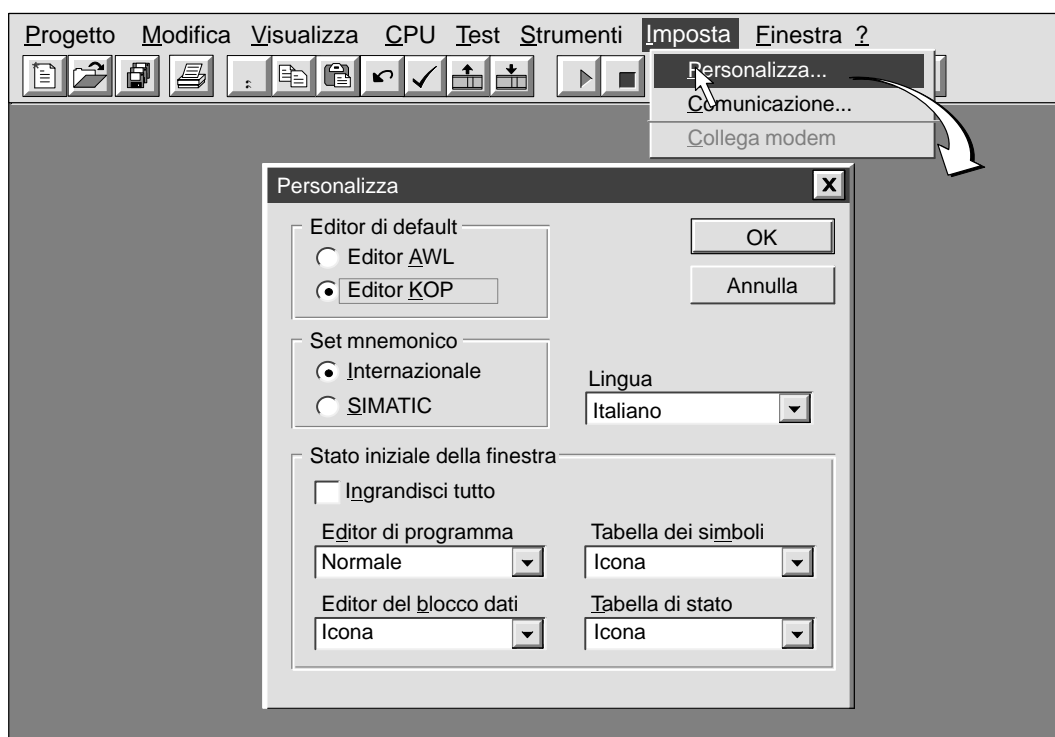 Progetto Modifica Visualizza CPU Test Strumenti Imposta Finestra ?
Personalizza...
Comunicazione...
Collega modem
Personalizza
Editor di default
Editor AWL
Editor KOP
OK
Annulla
Set mnemonico
Internazionale
SIMATIC
Lingua
Italiano
Stato iniziale della finestra
Ingrandisci tutto
Editor di programma
Normale
Tabella dei simboli
Icona
Editor del blocco dati
Icona
Tabella di stato
Icona